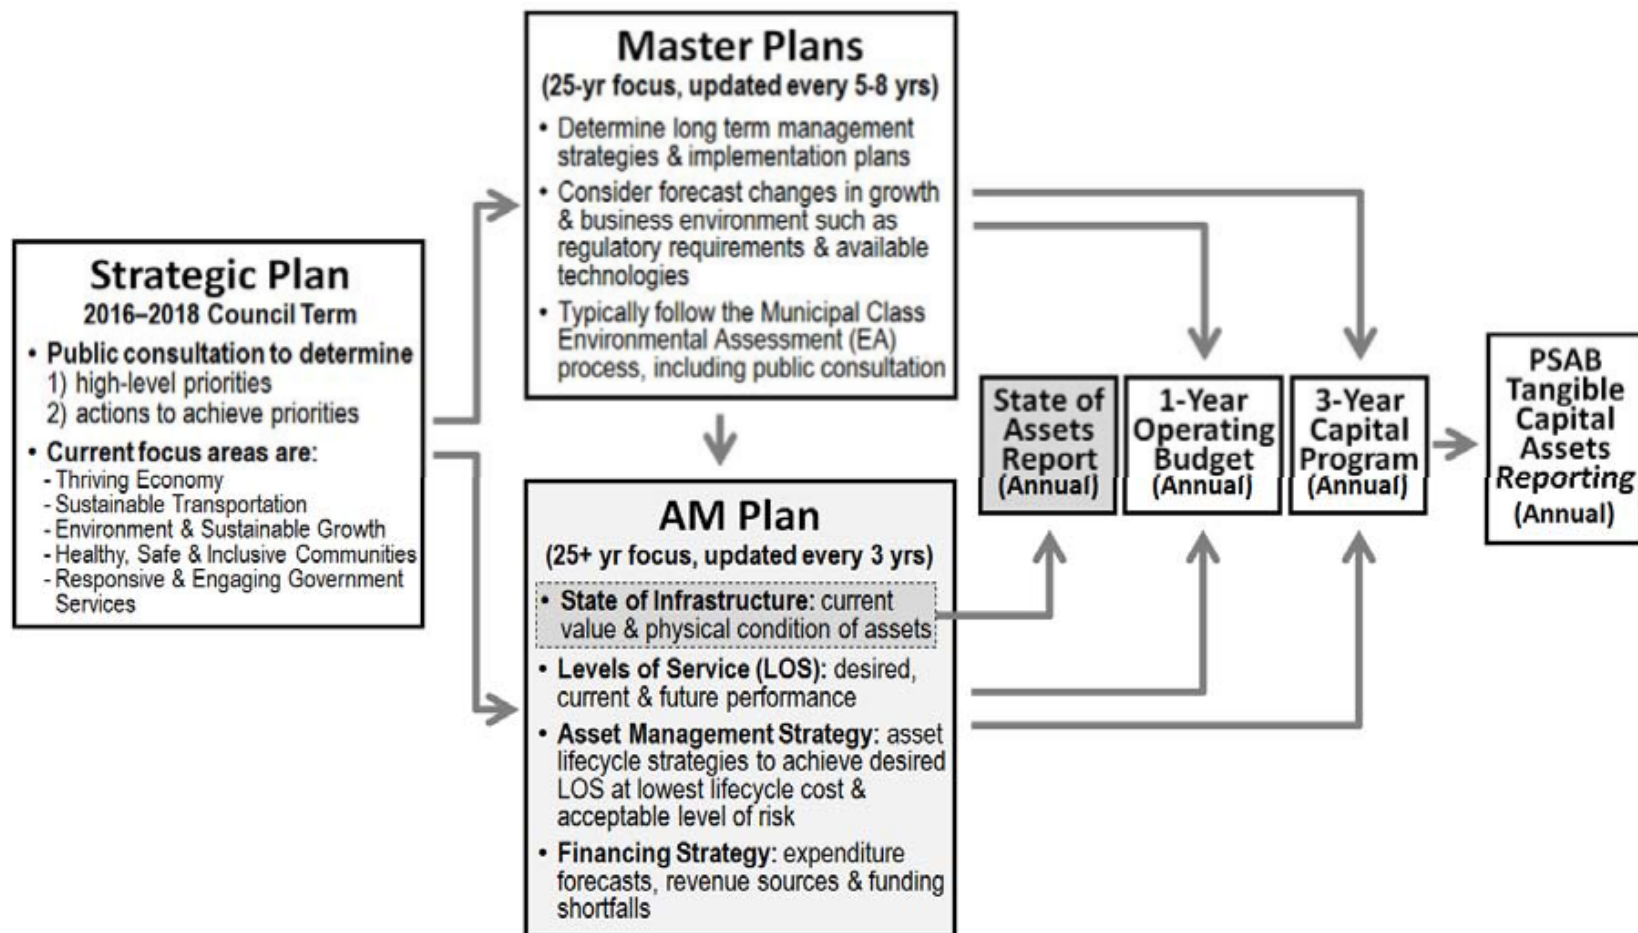 Strategic Plan
2016–2018 Council Term
• Public consultation to determine
1) high-level priorities
2) actions to achieve priorities
• Current focus areas are:
- Thriving Economy
- Sustainable Transportation
- Environment & Sustainable Growth
- Healthy, Safe & Inclusive Communities
- Responsive & Engaging Government
Services
Master Plans
(25-yr focus, updated every 5-8 yrs)
• Determine long term management
strategies & implementation plans
• Consider forecast changes in growth
& business environment such as
regulatory requirements & available
technologies
• Typically follow the Municipal Class
Environmental Assessment (EA)
process, including public consultation
AM Plan
(25+ yr focus, updated every 3 yrs)
• State of Infrastructure: current
value & physical condition of assets
• Levels of Service (LOS): desired,
current & future performance
• Asset Management Strategy: asset
lifecycle strategies to achieve desired
LOS at lowest lifecycle cost &
acceptable level of risk
• Financing Strategy: expenditure
forecasts, revenue sources & funding
shortfalls
State of
Assets
Report
(Annual)
1-Year
Operating
Budget
(Annual)
3-Year
Capital
Program
(Annual)
PSAB
Tangible
Capital
Assets
Reporting
(Annual)